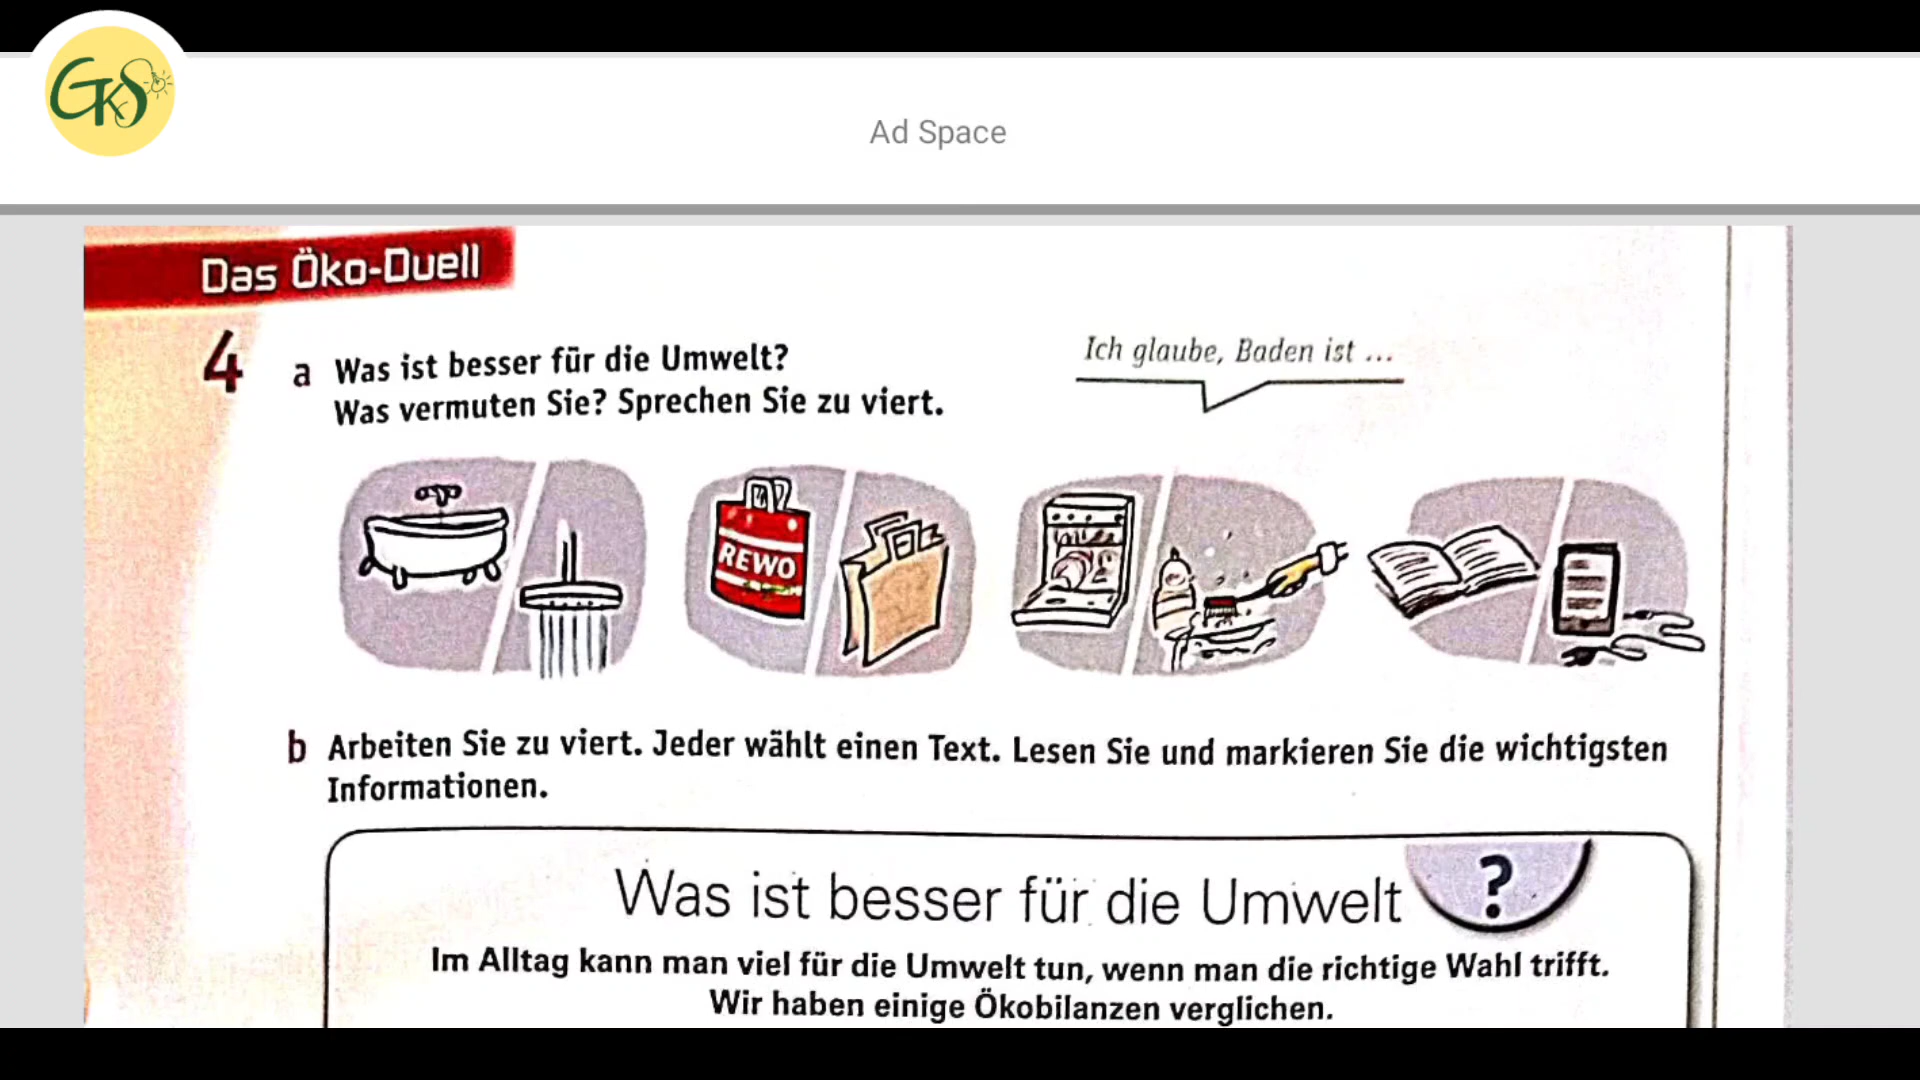 GKS
Ad Space
Das Öko-Duell
4 a Was ist besser für die Umwelt?
Was vermuten Sie? Sprechen Sie zu viert.
Ich glaube, Baden ist ...
REWO
b Arbeiten Sie zu viert. Jeder wählt einen Text. Lesen Sie und markieren Sie die wichtigsten
Informationen.
Was ist besser für die Umwelt ?
Im Alltag kann man viel für die Umwelt tun, wenn man die richtige Wahl trifft.
Wir haben einige Ökobilanzen verglichen.